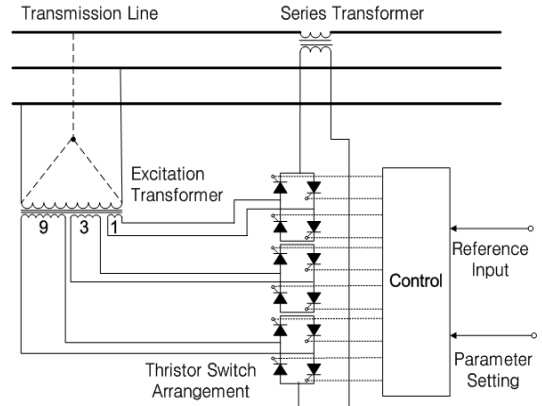 Transmission Line
Series Transformer
Excitation
Transformer
9 3 1
Control
Reference
Input
Parameter
Setting
Thristor Switch
Arrangement